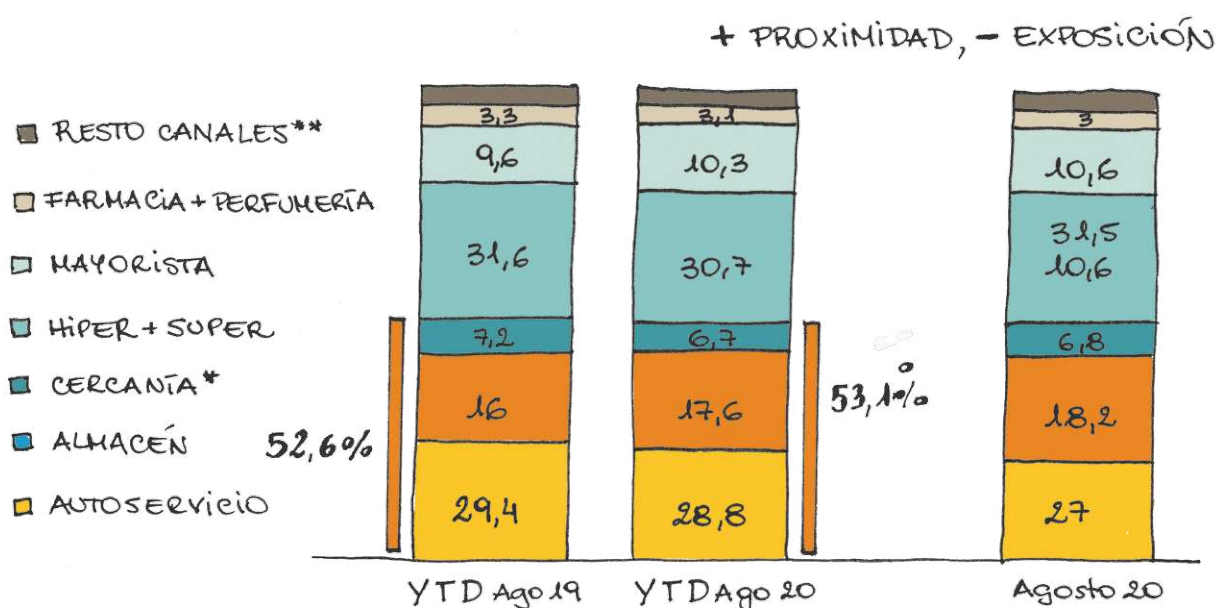 + PROXIMIDAD, - EXPOSICIÓN
RESTO CANALES**
FARMACIA + PERFUMERÍA
MAYORISTA
HIPER + SUPER
CERCANÍA*
ALMACÉN
AUTOSERVICIO
52,6%
3,3
9,6
31,6
7,2
16
29,4
YTD Ago 19
3,1
10,3
30,7
6,7
17,6
28,8
YTD Ago 20
53,1%
3
10,6
31,5
10,6
6,8
18,2
27
Agosto 20